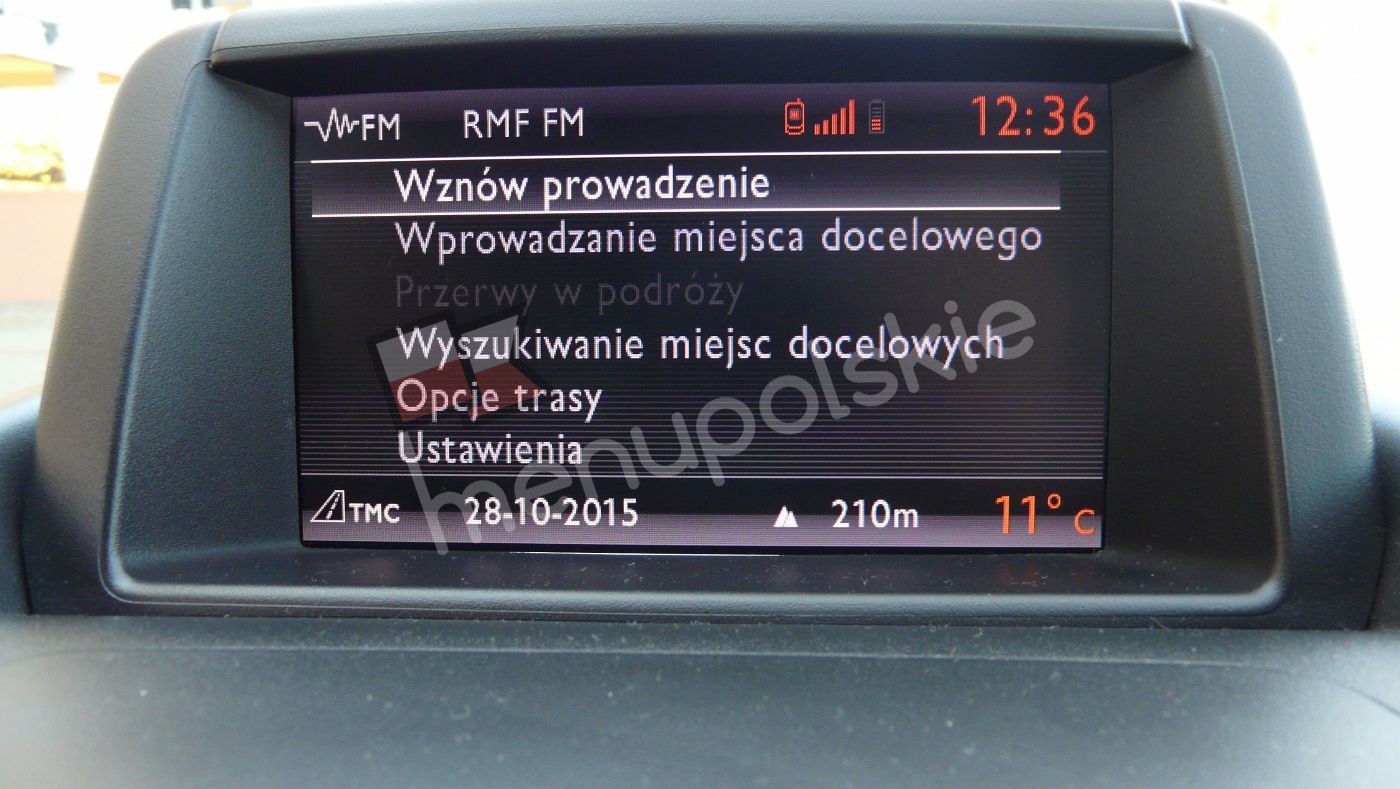 FM RMF FM 12:36
Wznów prowadzenie
Wprowadzanie miejsca docelowego
Przerwy w podróży
Wyszukiwanie miejsc docelowych
Opcje trasy
Ustawienia
TMC 28-10-2015 210m 11° C
menupolskie